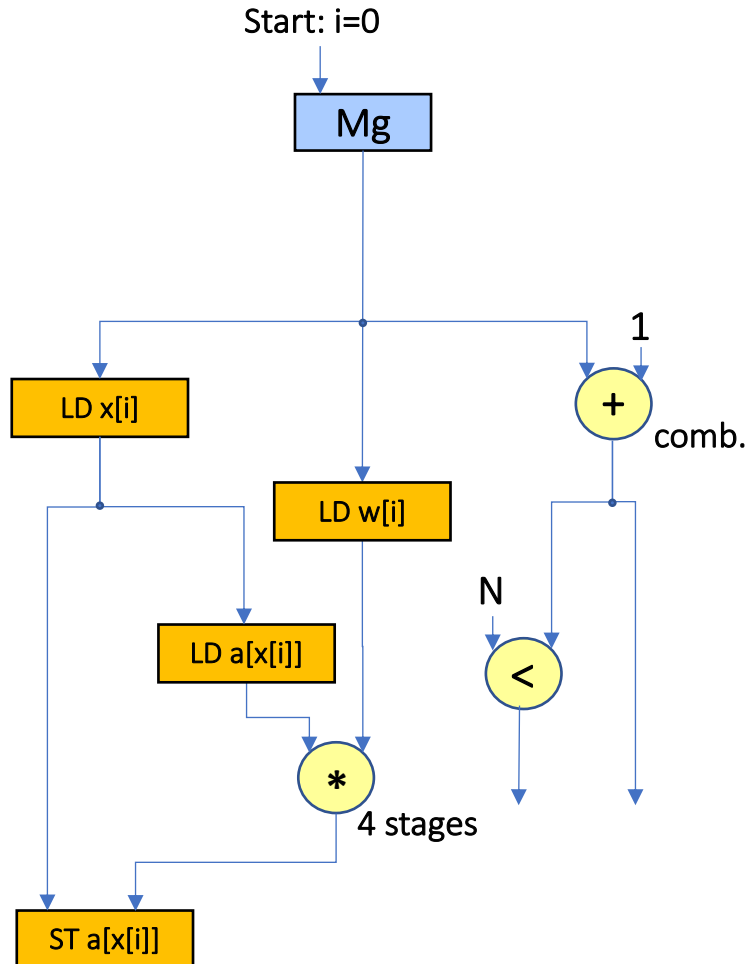 Start: i=0
Mg
1
LD x[i]
+
comb.
LD w[i]
N
LD a[x[i]]
<
*
4 stages
ST a[x[i]]